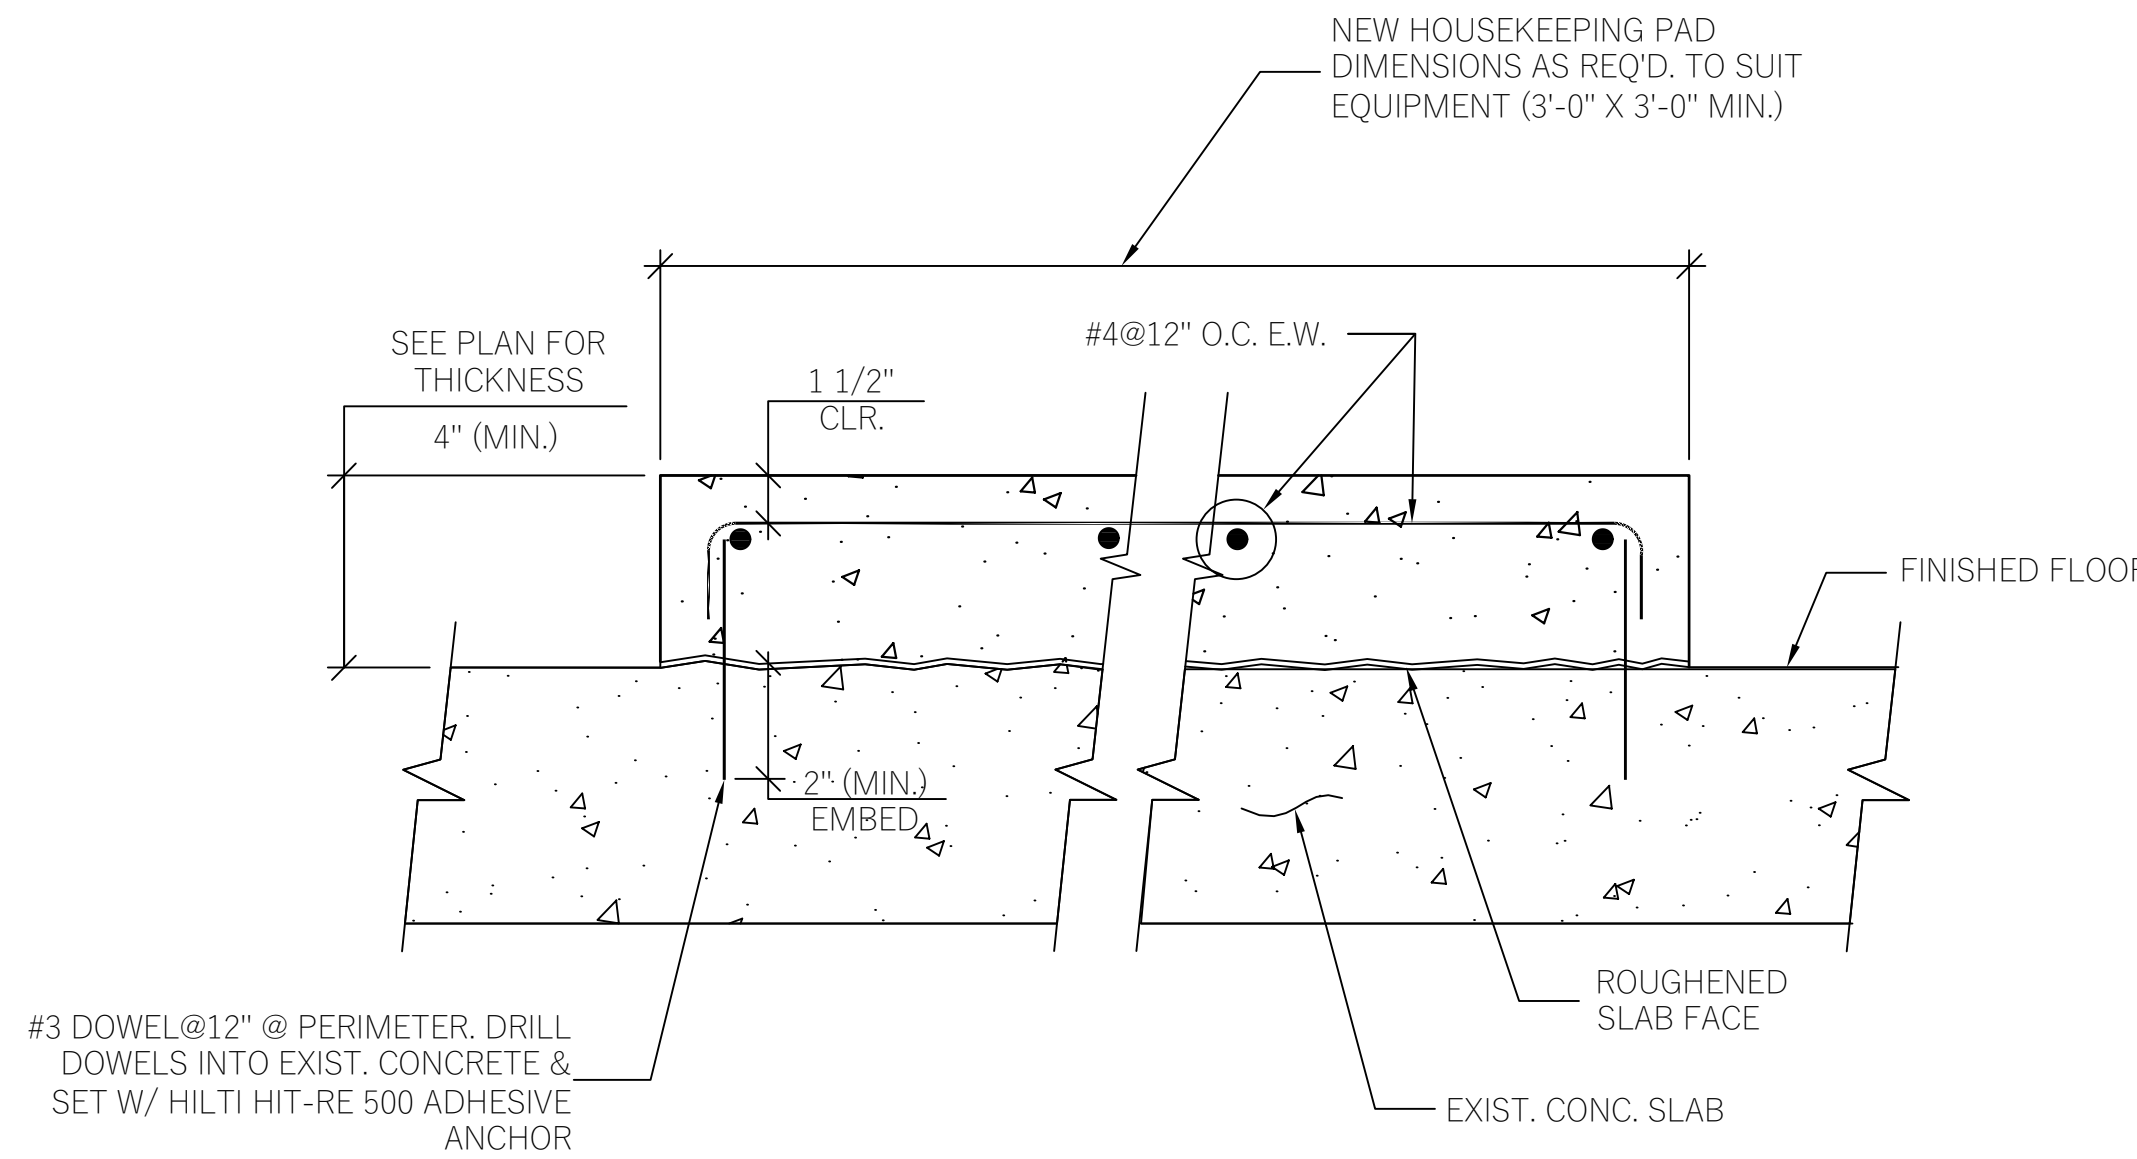 NEW HOUSEKEEPING PAD
DIMENSIONS AS REQ'D. TO SUIT
EQUIPMENT (3'-0" X 3'-0" MIN.)
SEE PLAN FOR
THICKNESS
4" (MIN.)
1 1/2"
CLR.
#4@12" O.C. E.W.
FINISHED FLOOR
2" (MIN.)
EMBED
ROUGHENED
SLAB FACE
#3 DOWEL@12" @ PERIMETER. DRILL
DOWELS INTO EXIST. CONCRETE &
SET W/ HILTI HIT-RE 500 ADHESIVE
ANCHOR
EXIST. CONC. SLAB